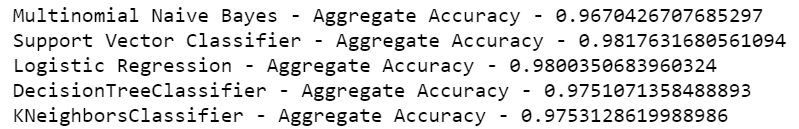 Multinomial Naive Bayes - Aggregate Accuracy - 0.9670426707685297
Support Vector Classifier - Aggregate Accuracy - 0.9817631680561094
Logistic Regression - Aggregate Accuracy - 0.9800350683960324
DecisionTreeClassifier - Aggregate Accuracy - 0.9751071358488893
KNeighborsClassifier - Aggregate Accuracy - 0.9753128619988986